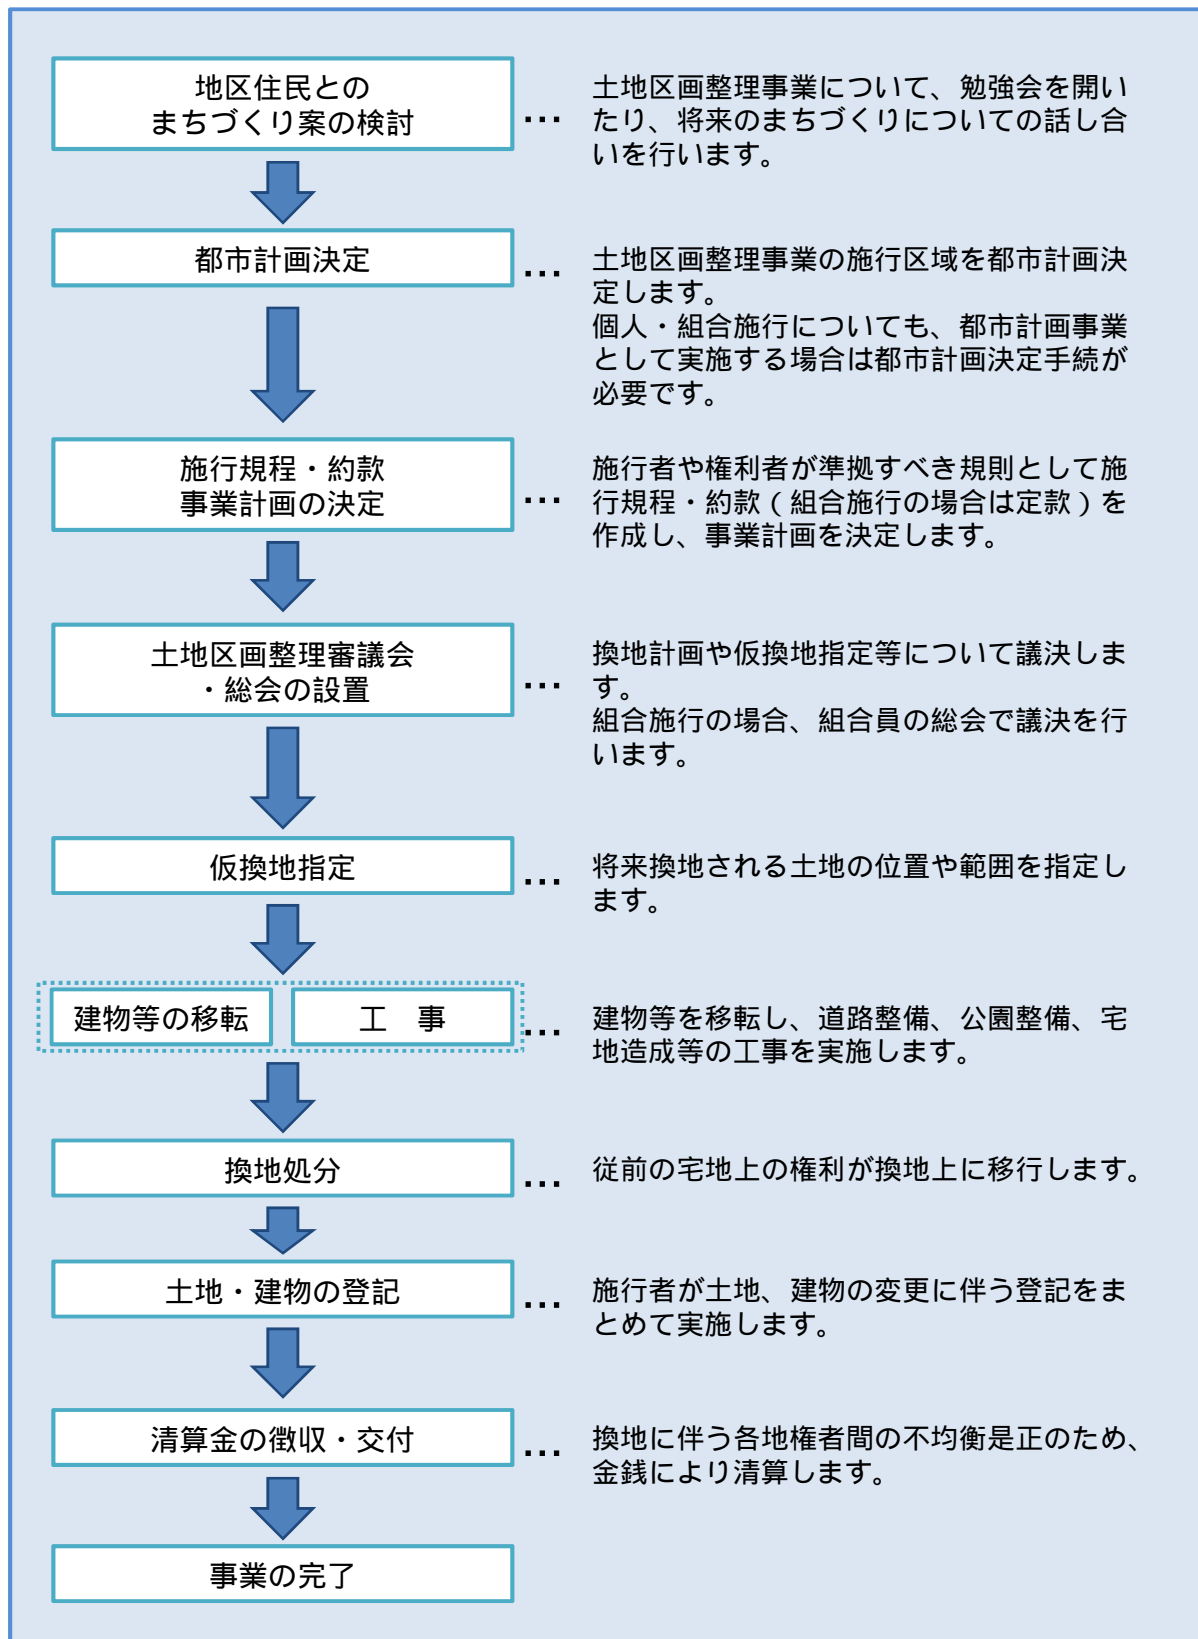 地区住民との
まちづくり案の検討
…
土地区画整理事業について、勉強会を開い
たり、将来のまちづくりについての話し合
いを行います。
都市計画決定
…
土地区画整理事業の施行区域を都市計画決
定します。
個人・組合施行についても、都市計画事業
として実施する場合は都市計画決定手続が
必要です。
施行規程・約款
事業計画の決定
…
施行者や権利者が準拠すべき規則として施
行規程・約款（組合施行の場合は定款）を
作成し、事業計画を決定します。
土地区画整理審議会
・総会の設置
…
換地計画や仮換地指定等について議決しま
す。
組合施行の場合、組合員の総会で議決を行
います。
仮換地指定
…
将来換地される土地の位置や範囲を指定し
ます。
建物等の移転
工　事
…
建物等を移転し、道路整備、公園整備、宅
地造成等の工事を実施します。
換地処分
…
従前の宅地上の権利が換地上に移行します。
土地・建物の登記
…
施行者が土地、建物の変更に伴う登記をま
とめて実施します。
清算金の徴収・交付
…
換地に伴う各地権者間の不均衡是正のため、
金銭により清算します。
事業の完了